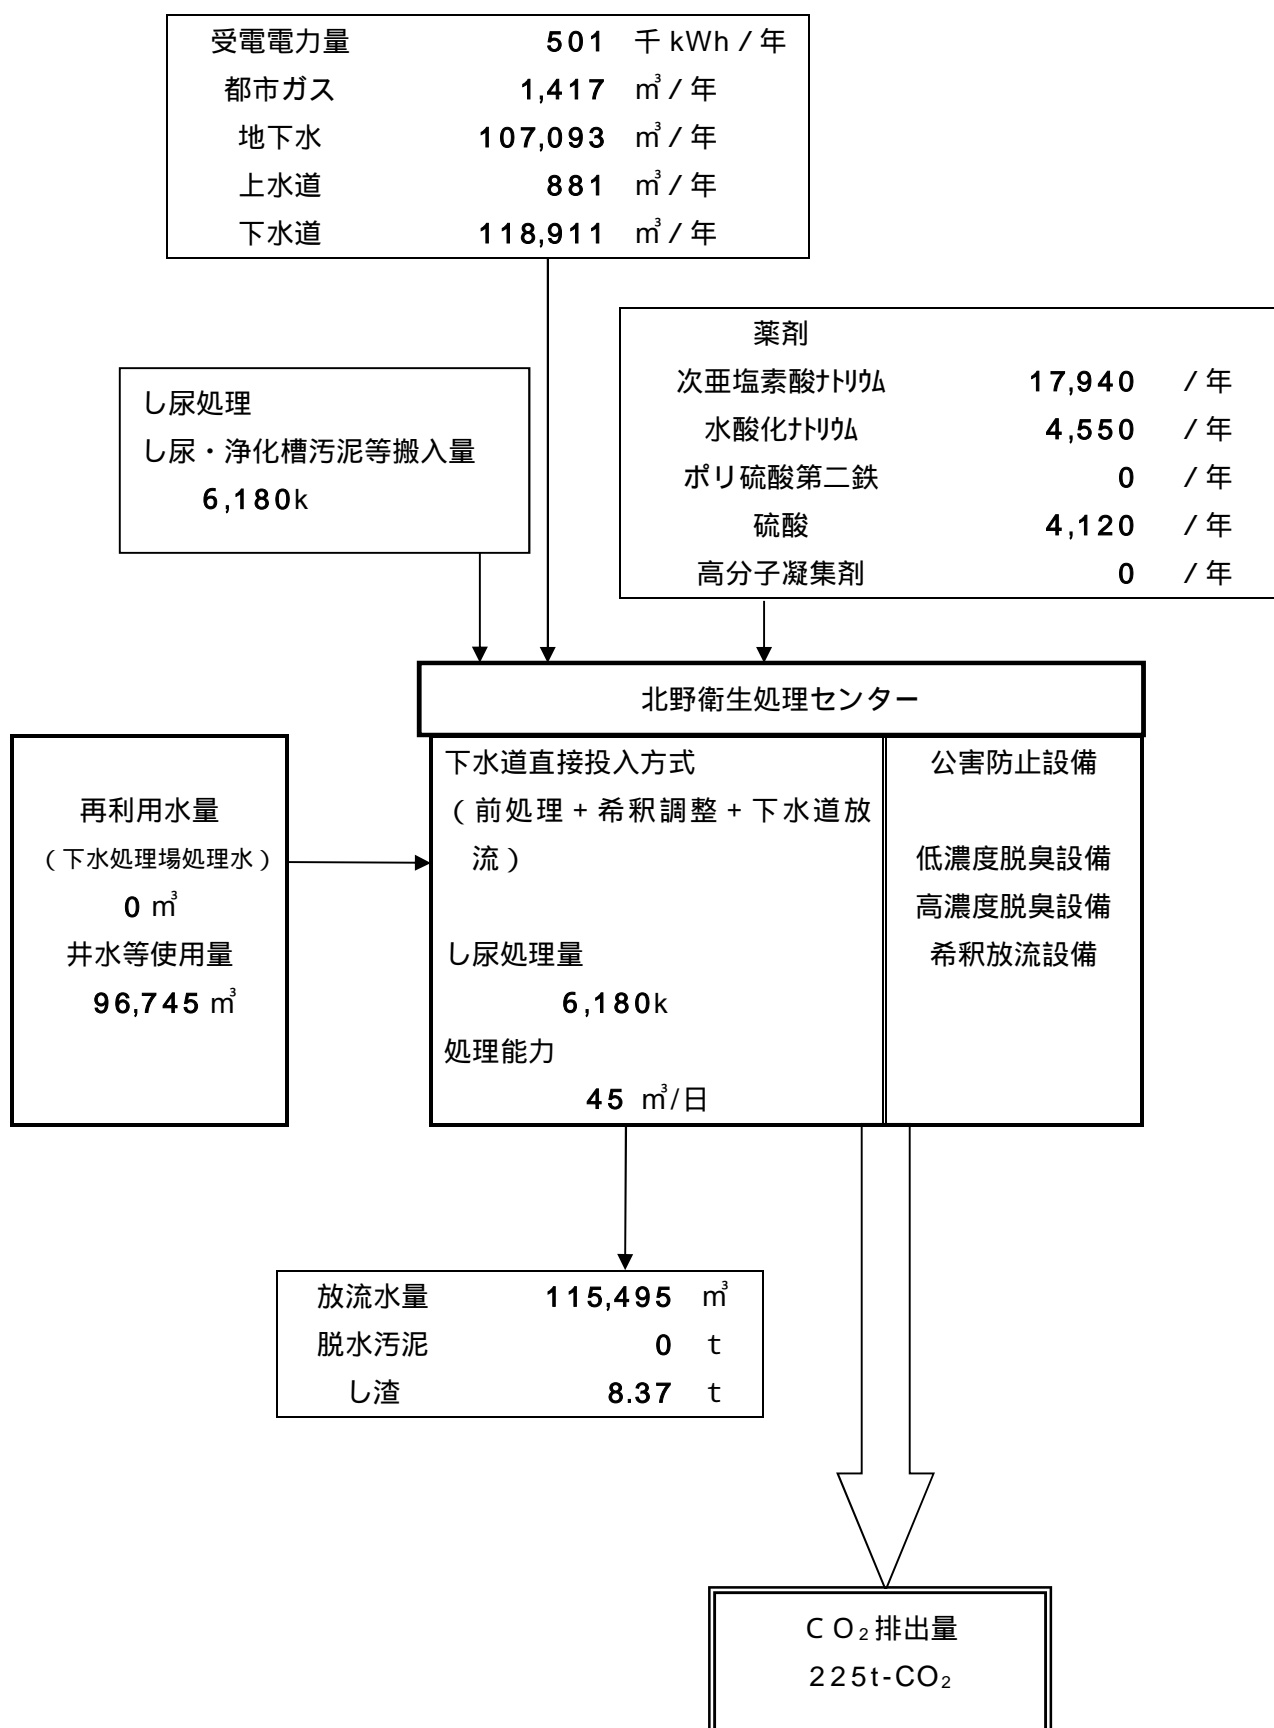 受電電力量 501 千kWh/年
都市ガス 1,417 ㎥/年
地下水 107,093 ㎥/年
上水道 881 ㎥/年
下水道 118,911 ㎥/年
薬剤
次亜塩素酸ﾅﾄﾘｳﾑ 17,940 /年
水酸化ﾅﾄﾘｳﾑ 4,550 /年
ポリ硫酸第二鉄 0 /年
硫酸 4,120 /年
高分子凝集剤 0 /年
し尿処理
し尿・浄化槽汚泥等搬入量
6,180k
北野衛生処理センター
再利用水量
（下水処理場処理水）
0 ㎥
井水等使用量
96,745 ㎥
下水道直接投入方式
（前処理+希釈調整+下水道放
流）
し尿処理量
6,180k
処理能力
45 ㎥/日
公害防止設備
低濃度脱臭設備
高濃度脱臭設備
希釈放流設備
放流水量 115,495 ㎥
脱水汚泥 0 t
し渣 8.37 t
CO₂排出量
225t-CO₂